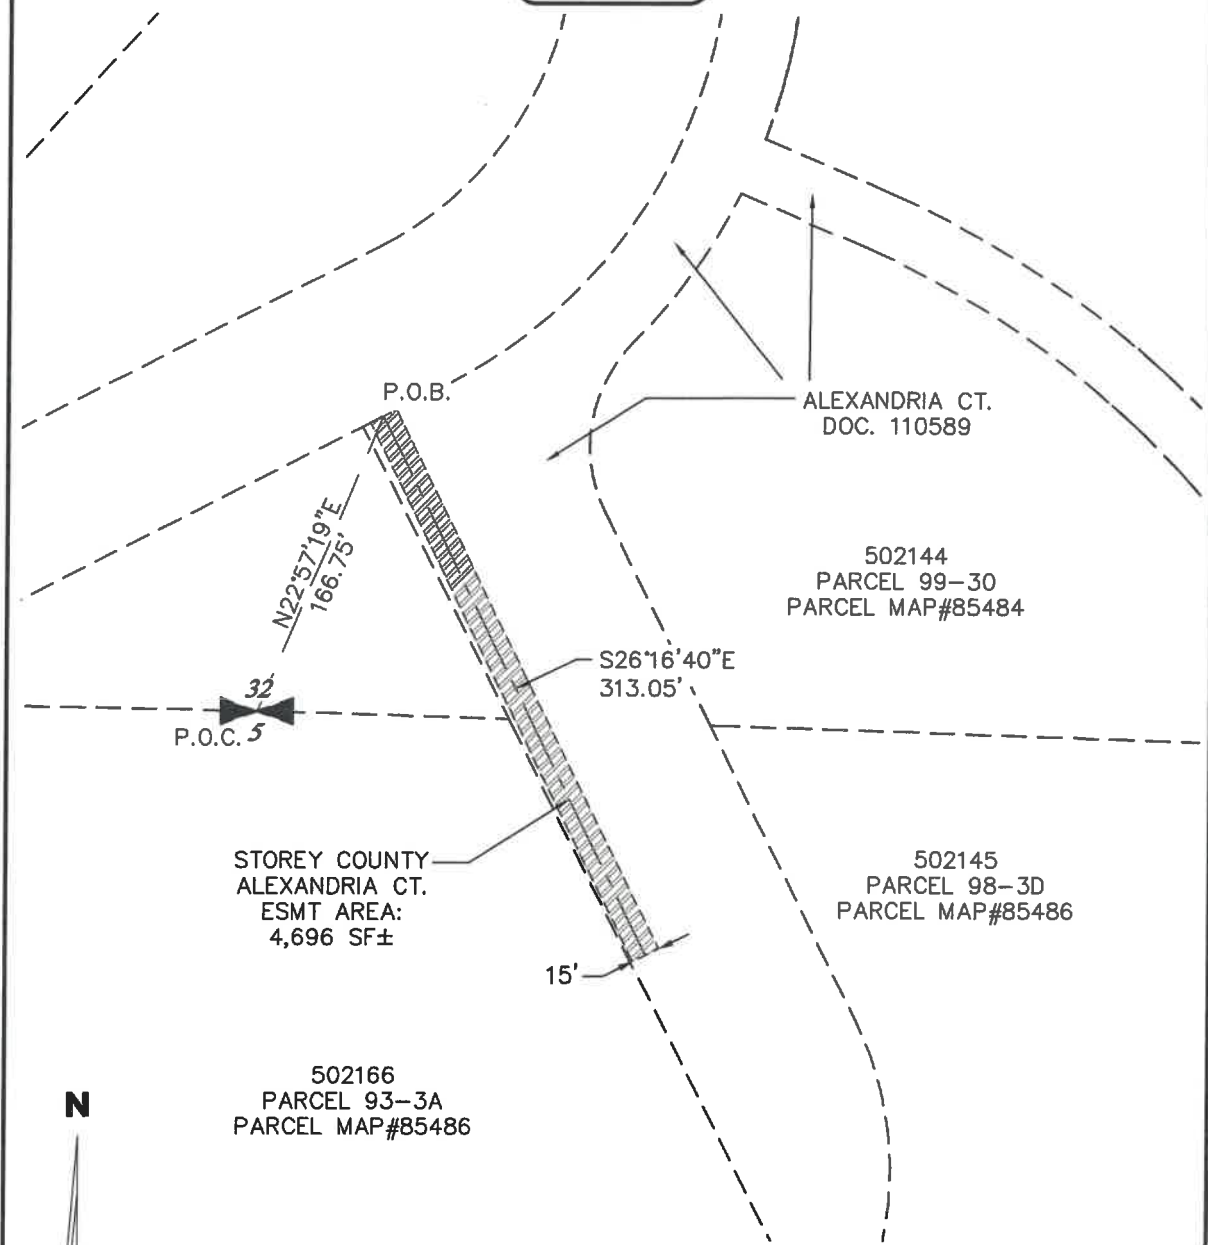 P.O.B.
ALEXANDRIA CT.
DOC. 110589
N22°57'19"E
166.75'
502144
PARCEL 99-30
PARCEL MAP#85484
S26°16'40"E
313.05'
32
P.O.C. 5
STOREY COUNTY
ALEXANDRIA CT.
ESMT AREA:
4,696 SF±
502145
PARCEL 98-3D
PARCEL MAP#85486
15'
502166
PARCEL 93-3A
PARCEL MAP#85486
N